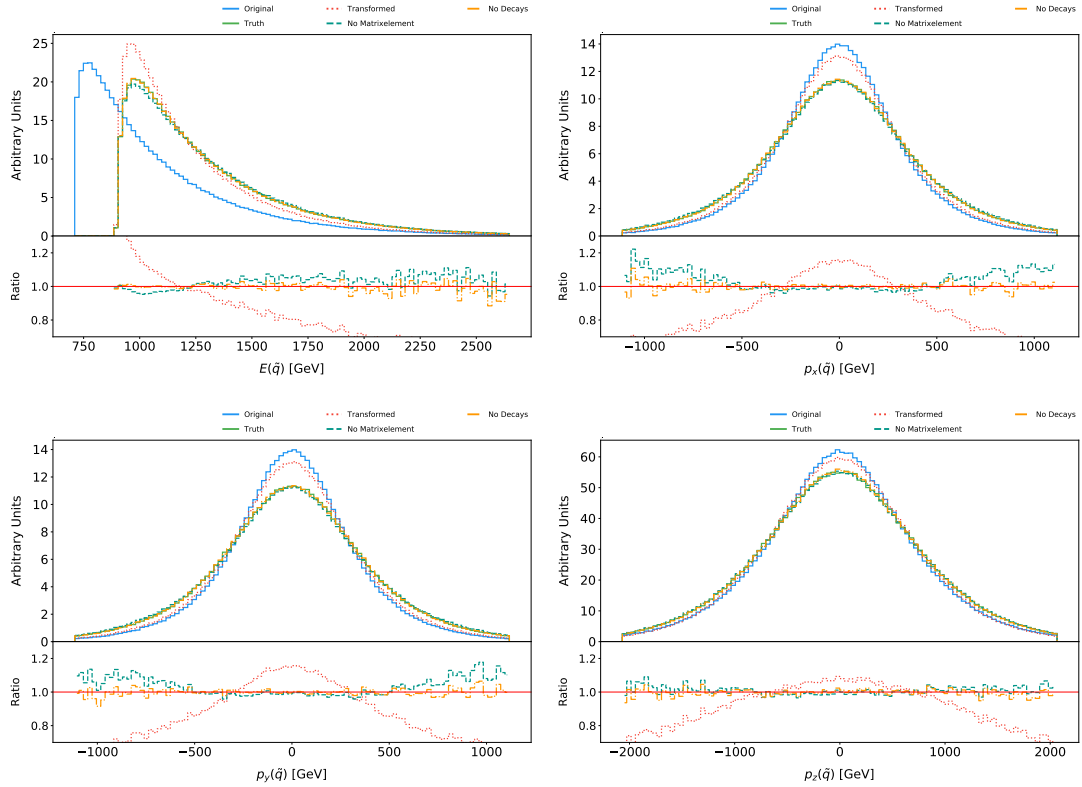 Original
Transformed
No Decays
Truth
No Matrixelement
25
20
15
10
5
0
Arbitrary Units
1.2
1.0
0.8
Ratio
750 1000 1250 1500 1750 2000 2250 2500
E(q̃) [GeV]
Original
Transformed
No Decays
Truth
No Matrixelement
14
12
10
8
6
4
2
0
Arbitrary Units
1.2
1.0
0.8
Ratio
−1000 −500 0 500 1000
pₓ(q̃) [GeV]
Original
Transformed
No Decays
Truth
No Matrixelement
14
12
10
8
6
4
2
0
Arbitrary Units
1.2
1.0
0.8
Ratio
−1000 −500 0 500 1000
p_y(q̃) [GeV]
Original
Transformed
No Decays
Truth
No Matrixelement
60
50
40
30
20
10
0
Arbitrary Units
1.2
1.0
0.8
Ratio
−2000 −1000 0 1000 2000
p_z(q̃) [GeV]